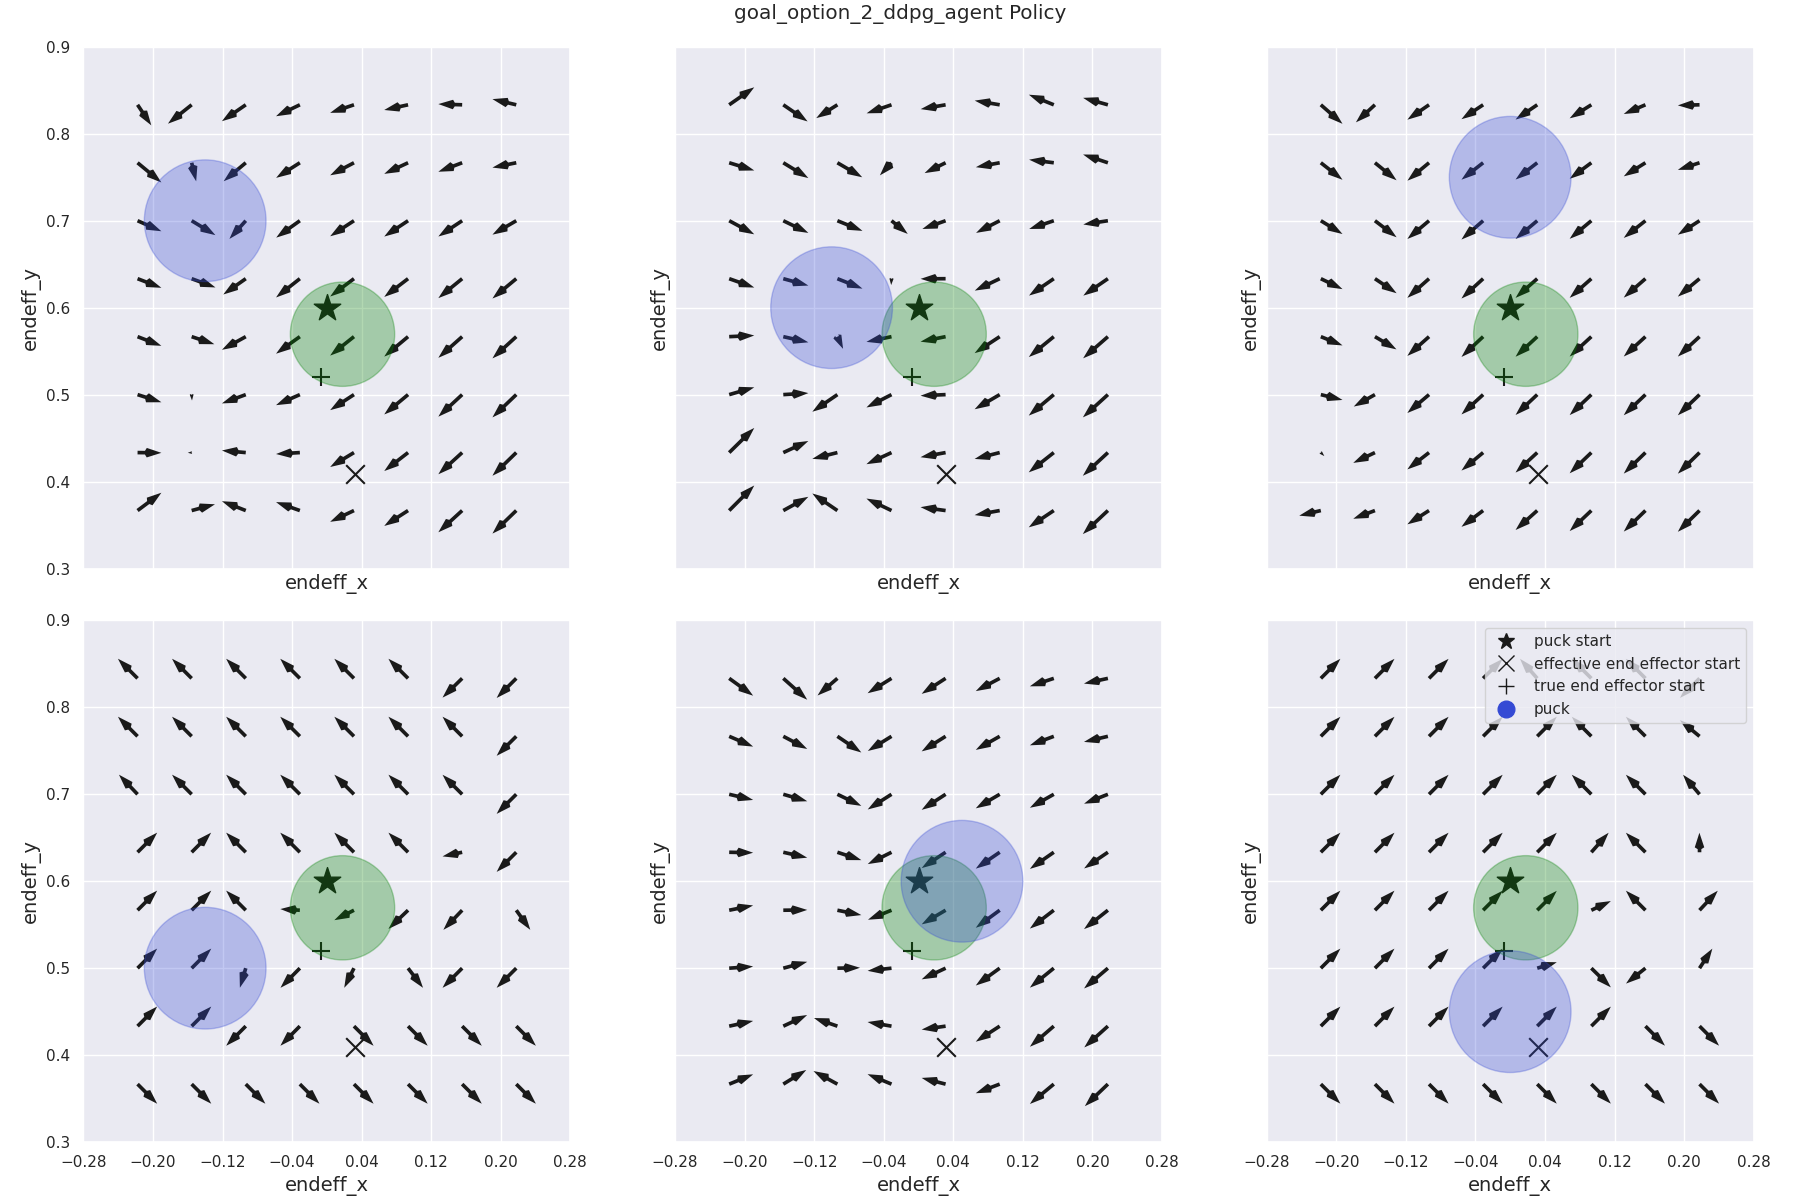 goal_option_2_ddpg_agent Policy
0.9
0.8
0.7
0.6
0.5
0.4
0.3
endeff_y
endeff_x
endeff_y
endeff_x
endeff_y
endeff_x
0.9
0.8
0.7
0.6
0.5
0.4
0.3
endeff_y
−0.28 −0.20 −0.12 −0.04 0.04 0.12 0.20 0.28
endeff_x
endeff_y
−0.28 −0.20 −0.12 −0.04 0.04 0.12 0.20 0.28
endeff_x
puck start
effective end effector start
true end effector start
puck
endeff_y
−0.28 −0.20 −0.12 −0.04 0.04 0.12 0.20 0.28
endeff_x